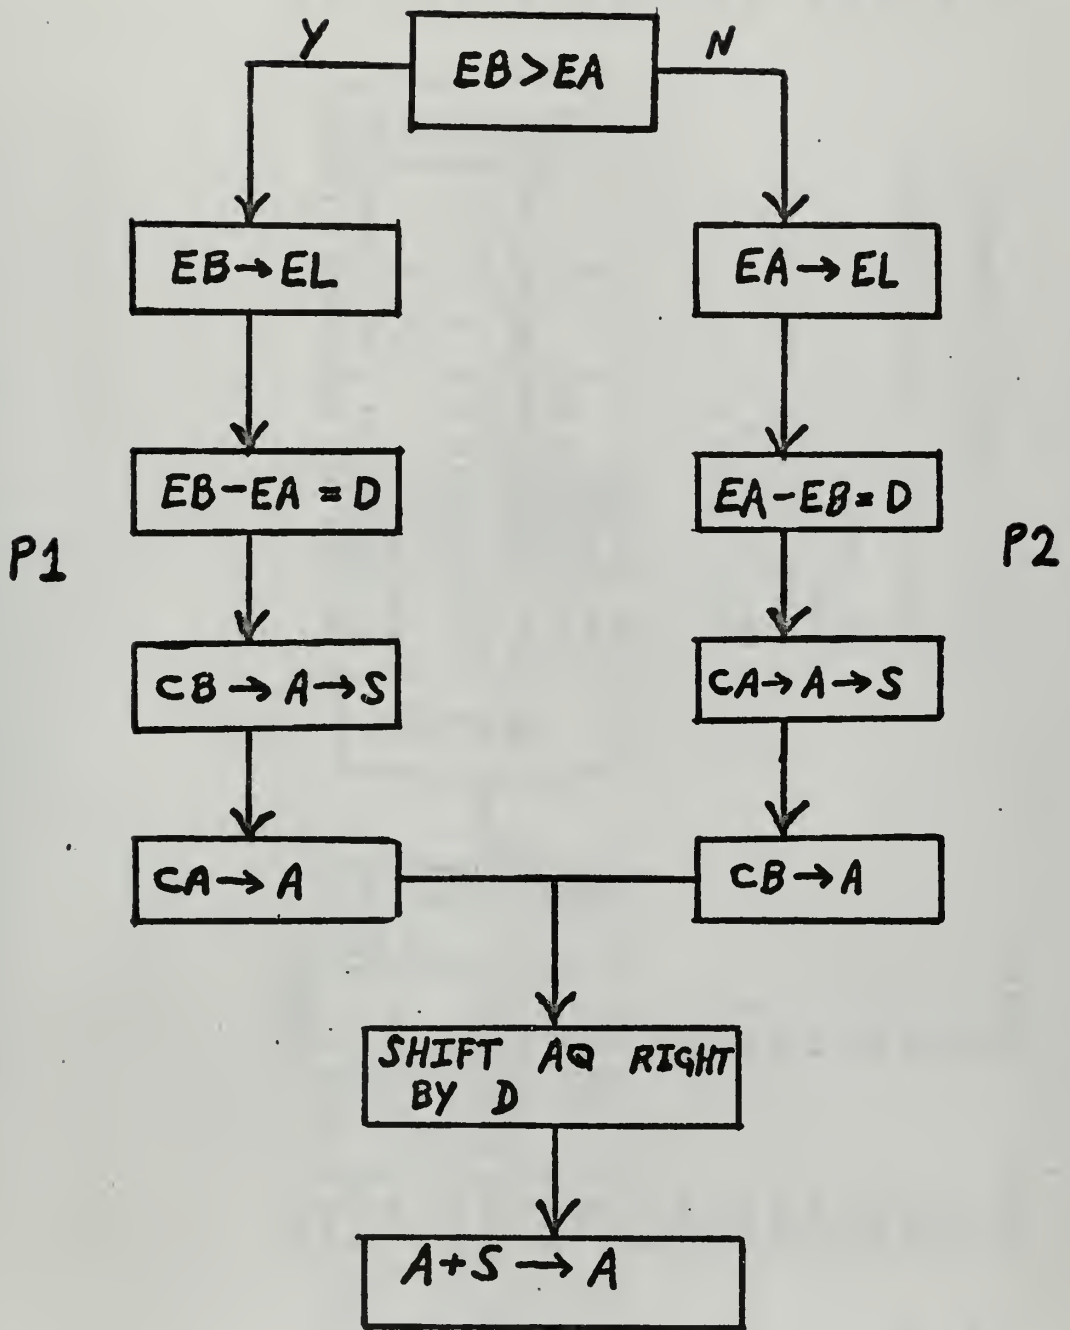 Y
EB>EA
N
EB→EL
EA→EL
EB-EA=D
EA-EB=D
P1
P2
CB→A→S
CA→A→S
CA→A
CB→A
SHIFT AQ RIGHT
BY D
A+S→A